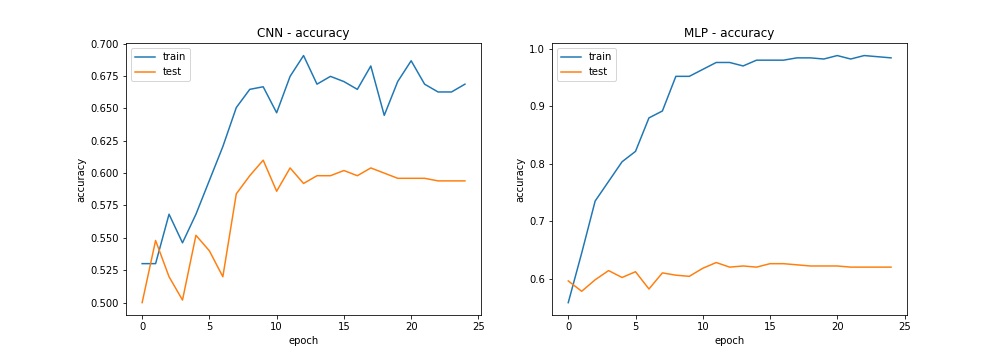 CNN - accuracy
train
test
0.700
0.675
0.650
0.625
0.600
0.575
0.550
0.525
0.500
accuracy
0 5 10 15 20 25
epoch
MLP - accuracy
train
test
1.0
0.9
0.8
0.7
0.6
accuracy
0 5 10 15 20 25
epoch